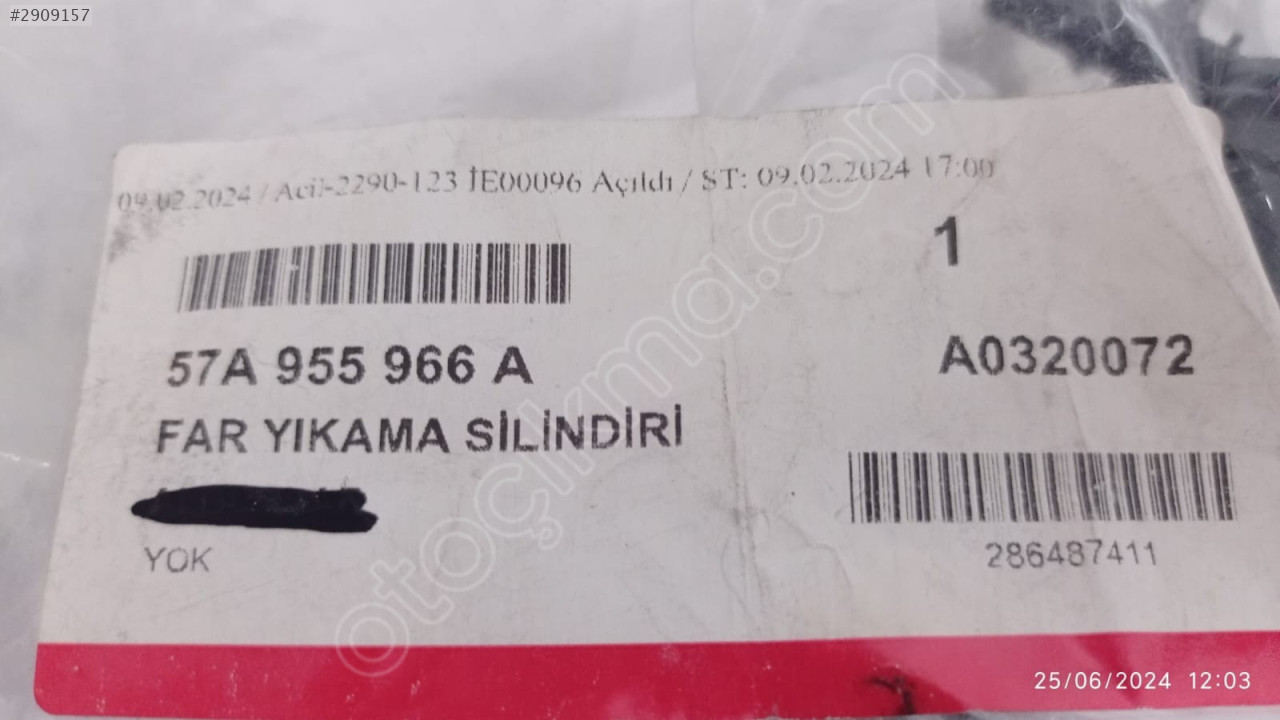 #2909157
09.02.2024 / Acil-2290-123 İE00096 Açıldı / ST: 09.02.2024 17:00
1
57A 955 966 A
A0320072
FAR YIKAMA SİLİNDİRİ
YOK
286487411
otoçıkma.com
25/06/2024 12:03